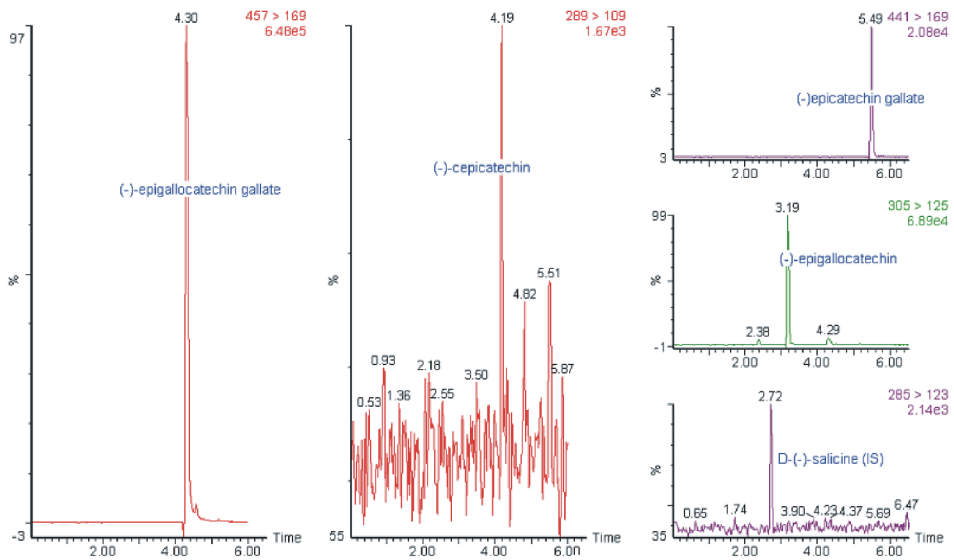 4.30
457 > 169
6.48e5
97
%
(-)-epigallocatechin gallate
-3
2.00
4.00
6.00
Time
4.19
289 > 109
1.67e3
%
(-)-cepicatechin
5.51
4.82
0.93
2.18
5.87
3.50
0.53
1.36
2.55
55
2.00
4.00
6.00
Time
5.49
441 > 169
2.08e4
%
(-)epicatechin gallate
3
2.00
4.00
6.00
3.19
305 > 125
6.89e4
99
%
(-)-epigallocatechin
2.38
4.29
-1
2.00
4.00
6.00
2.72
285 > 123
2.14e3
%
D-(-)-salicine (IS)
0.65
1.74
3.90
4.23
4.37
5.69
6.47
35
2.00
4.00
6.00
Time